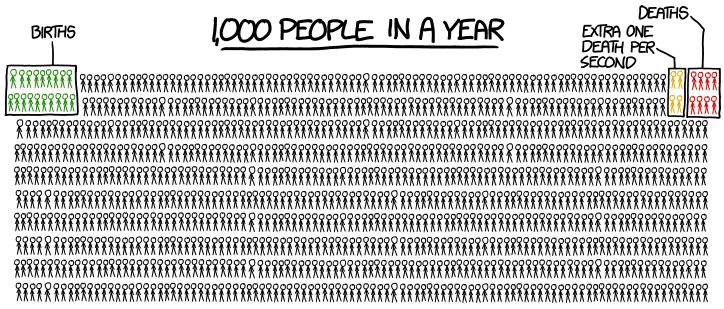 1,000 PEOPLE IN A YEAR
BIRTHS
EXTRA ONE
DEATH PER
SECOND
DEATHS